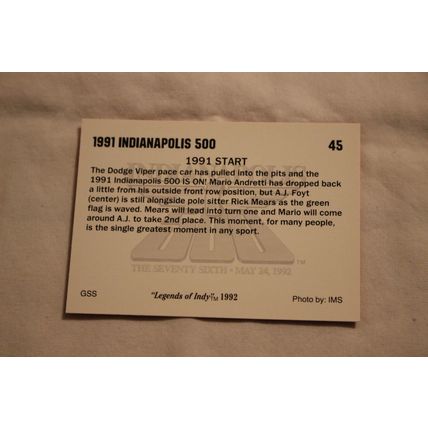 1991 INDIANAPOLIS 500 45
1991 START
The Dodge Viper pace car has pulled into the pits and the
1991 Indianapolis 500 IS ON! Mario Andretti has dropped back
a little from his outside front row position, but A.J. Foyt
(center) is still alongside pole sitter Rick Mears as the green
flag is waved. Mears will lead into turn one and Mario will come
around A.J. to take 2nd place. This moment, for many people,
is the single greatest moment in any sport.
INDIANAPOLIS
500
TM
THE SEVENTY SIXTH • MAY 24, 1992
GSS "Legends of Indy"TM 1992 Photo by: IMS